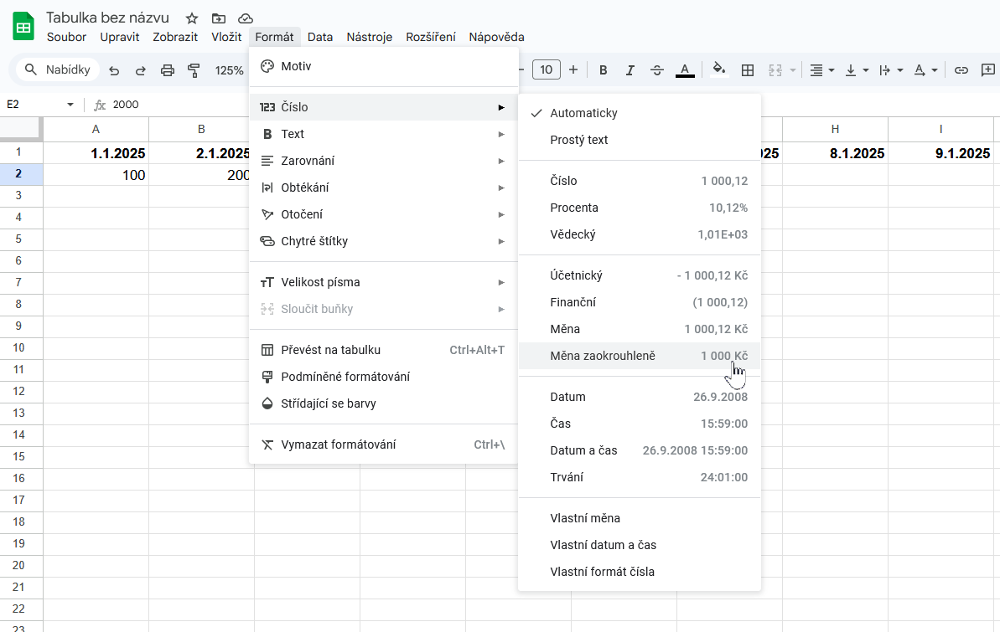 Tabulka bez názvu
Soubor Upravit Zobrazit Vložit Formát Data Nástroje Rozšíření Nápověda
Nabídky 125% 10 B I A A
E2 fx 2000
A B H I
1 1.1.2025 2.1.2025 025 8.1.2025 9.1.2025
2 100 200
3
4
5
6
7
8
9
10
11
12
13
14
15
16
17
18
19
20
21
22
23
Motiv
123 Číslo
B Text
Zarovnání
Obtékání
Otočení
Chytré štítky
Velikost písma
Sloučit buňky
Převést na tabulku Ctrl+Alt+T
Podmíněné formátování
Střídající se barvy
Vymazat formátování Ctrl+\
Automaticky
Prostý text
Číslo 1 000,12
Procenta 10,12%
Vědecký 1,01E+03
Účetnický - 1 000,12 Kč
Finanční (1 000,12)
Měna 1 000,12 Kč
Měna zaokrouhleně 1 000 Kč
Datum 26.9.2008
Čas 15:59:00
Datum a čas 26.9.2008 15:59:00
Trvání 24:01:00
Vlastní měna
Vlastní datum a čas
Vlastní formát čísla